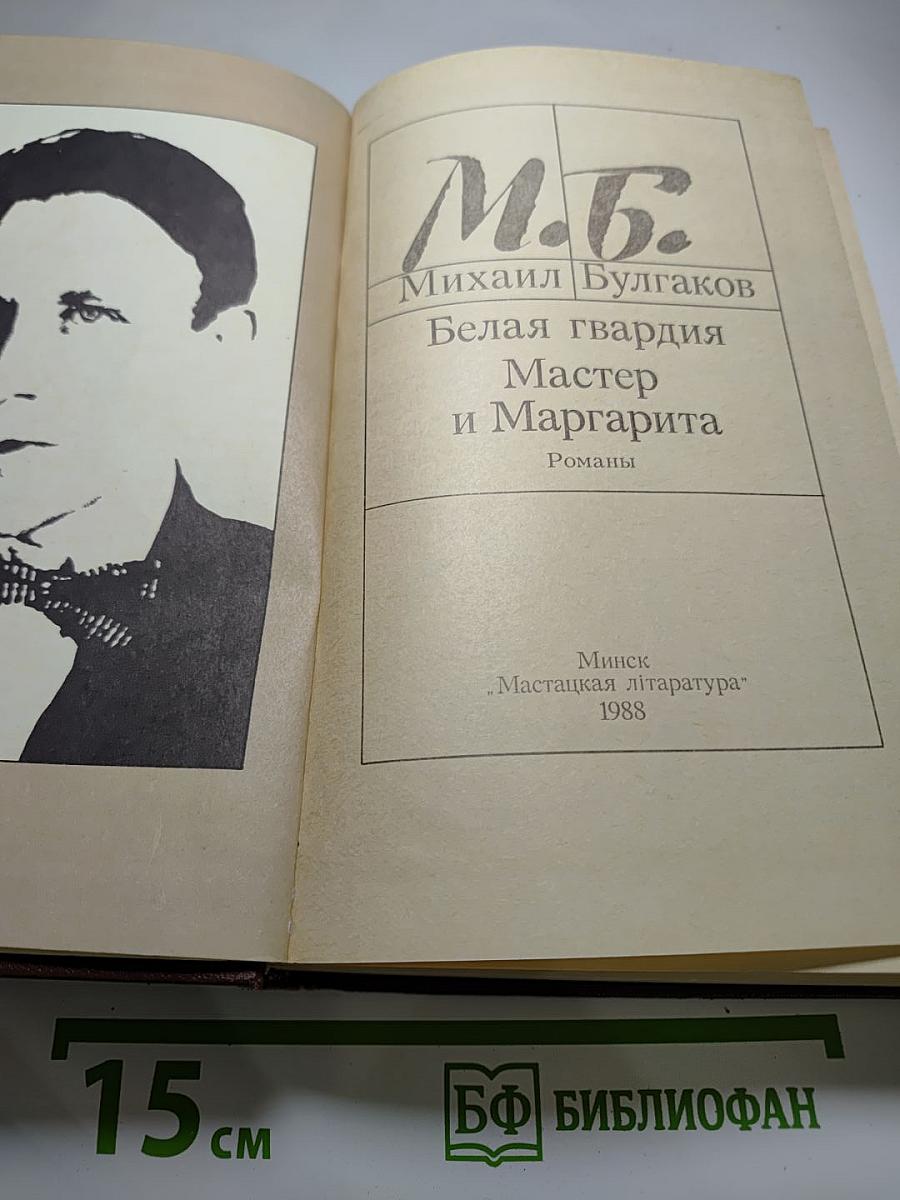 М. Б.
Михаил Булгаков
Белая гвардия
Мастер
и Маргарита
Романы
Минск
„Мастацкая літаратура”
1988
15 см
БФ БИБЛИОФАН